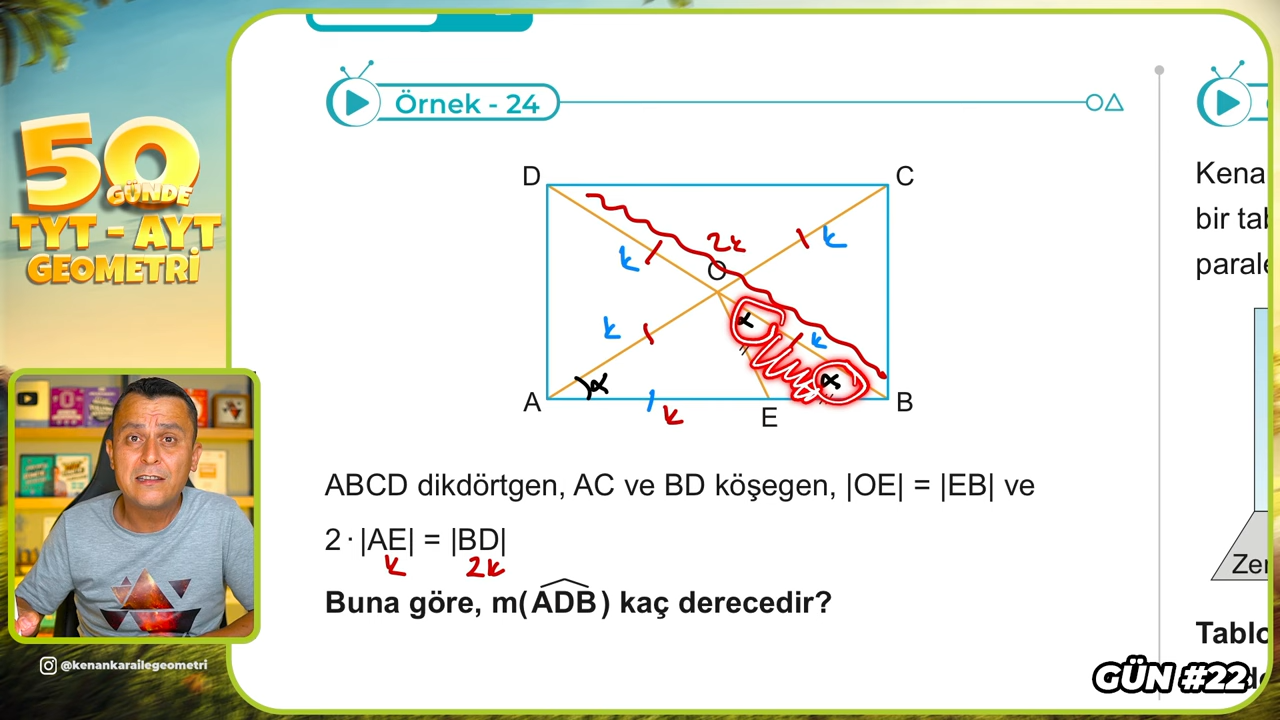 50
GÜNDE
TYT - AYT
GEOMETRİ
Örnek - 24
D
C
2k
k
k
O
k
α
k
α
α
A
k
E
B
ABCD dikdörtgen, AC ve BD köşegen, |OE| = |EB| ve
2 · |AE| = |BD|
k
2k
Buna göre, m(ADB) kaç derecedir?
Kena
bir tab
parale
Zer
Tablo
@kenankarailegeometri
GÜN #22